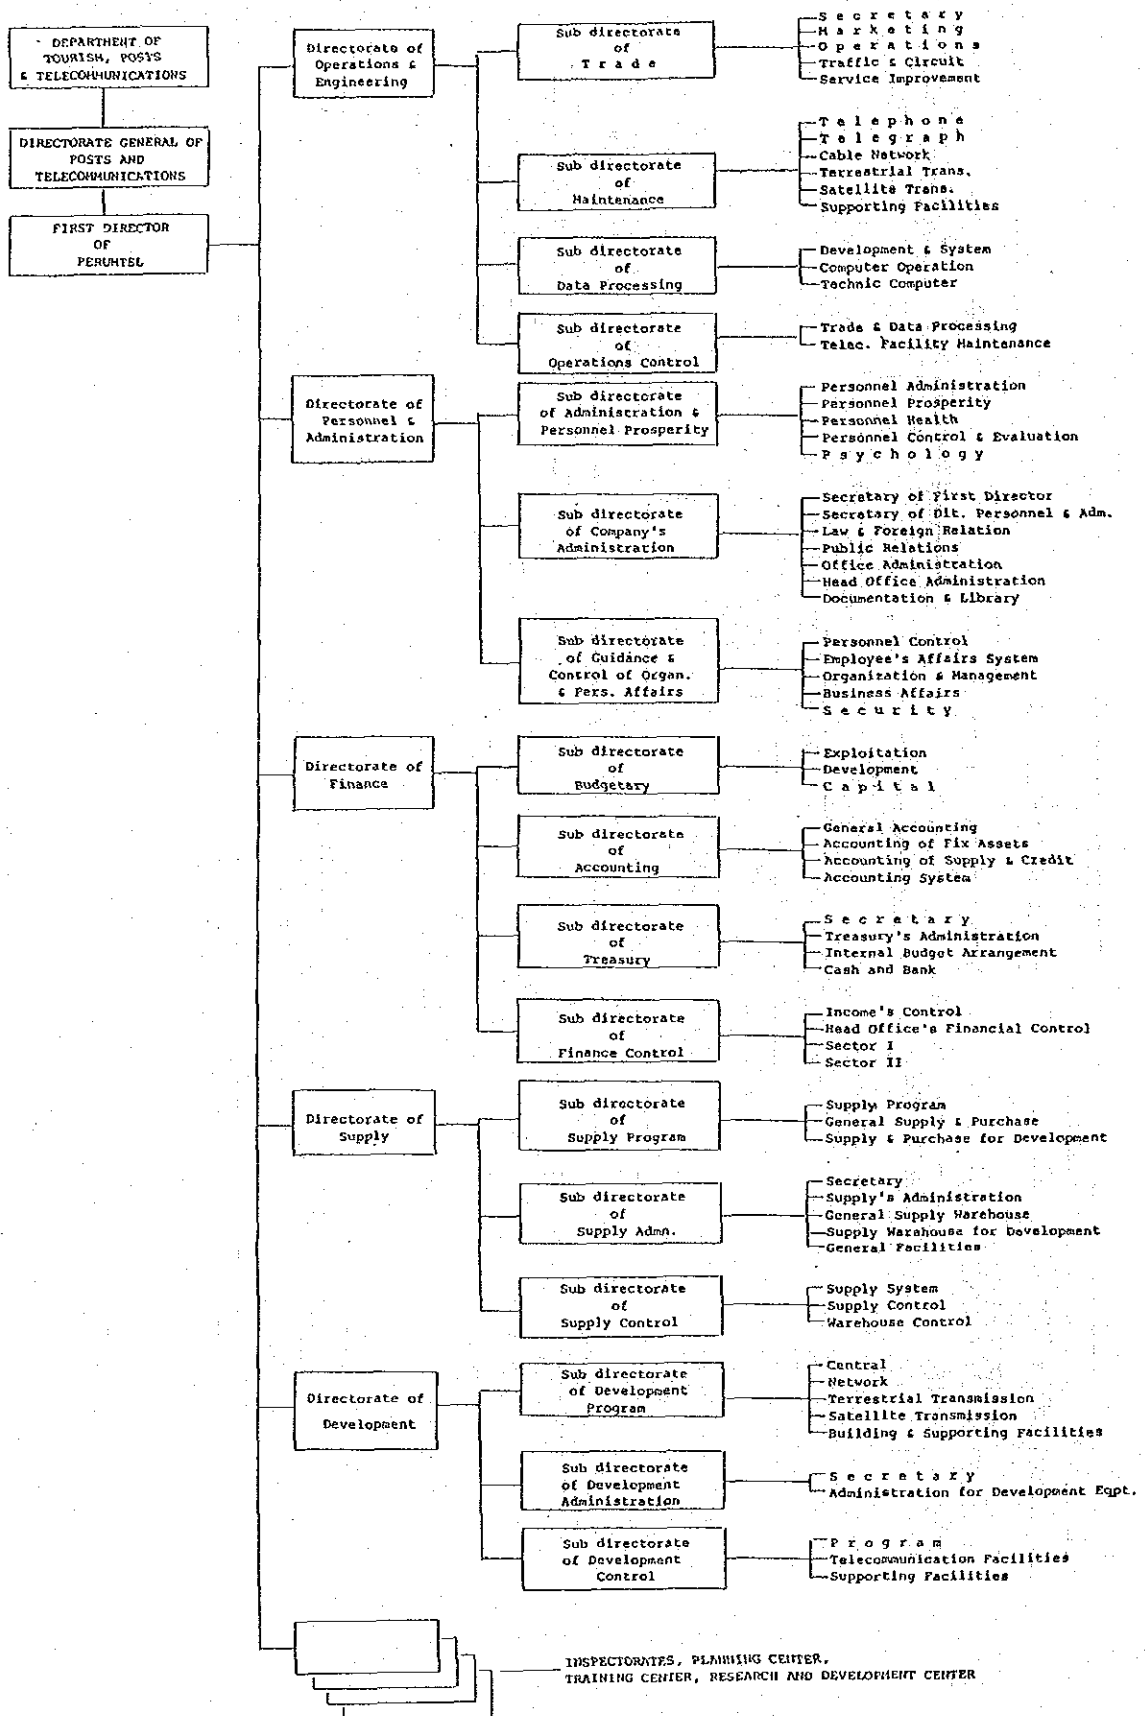 DEPARTMENT OF
TOURISH, POSTS
& TELECOMMUNICATIONS
DIRECTORATE GENERAL OF
POSTS AND
TELECOMMUNICATIONS
FIRST DIRECTOR
OF
PERUMTEL
Directorate of
Operations &
Engineering
Sub directorate
of
Trade
Secretary
Marketing
Operations
Traffic & Circuit
Service Improvement
Sub directorate
of
Maintenance
Telephone
Telegraph
Cable Network
Terrestrial Trans.
Satellite Trans.
Supporting Facilities
Sub directorate
of
Data Processing
Development & System
Computer Operation
Technic Computer
Sub directorate
of
Operations Control
Trade & Data Processing
Telec. Facility Maintenance
Directorate of
Personnel &
Administration
Sub directorate
of Administration &
Personnel Prosperity
Personnel Administration
Personnel Prosperity
Personnel Health
Personnel Control & Evaluation
Psychology
Sub directorate
of Company's
Administration
Secretary of First Director
Secretary of Dit. Personnel & Adm.
Law & Foreign Relation
Public Relations
Office Administration
Head Office Administration
Documentation & Library
Sub directorate
of Guidance &
Control of Organ.
& Pers. Affairs
Personnel Control
Employee's Affairs System
Organization & Management
Business Affairs
Security
Directorate of
Finance
Sub directorate
of
Budgetary
Exploitation
Development
Capital
Sub directorate
of
Accounting
General Accounting
Accounting of Fix Assets
Accounting of Supply & Credit
Accounting System
Sub directorate
of
Treasury
Secretary
Treasury's Administration
Internal Budget Arrangement
Cash and Bank
Sub directorate
of
Finance Control
Income's Control
Head Office's Financial Control
Sector I
Sector II
Directorate of
Supply
Sub directorate
of
Supply Program
Supply Program
General Supply & Purchase
Supply & Purchase for Development
Sub directorate
of
Supply Admn.
Secretary
Supply's Administration
General Supply Warehouse
Supply Warehouse for Development
General Facilities
Sub directorate
of
Supply Control
Supply System
Supply Control
Warehouse Control
Directorate of
Development
Sub directorate
of Development
Program
Central
Network
Terrestrial Transmission
Satellite Transmission
Building & Supporting Facilities
Sub directorate
of Development
Administration
Secretary
Administration for Development Eqpt.
Sub directorate
of Development
Control
Program
Telecommunication Facilities
Supporting Facilities
INSPECTORATES, PLANNING CENTER,
TRAINING CENTER, RESEARCH AND DEVELOPMENT CENTER